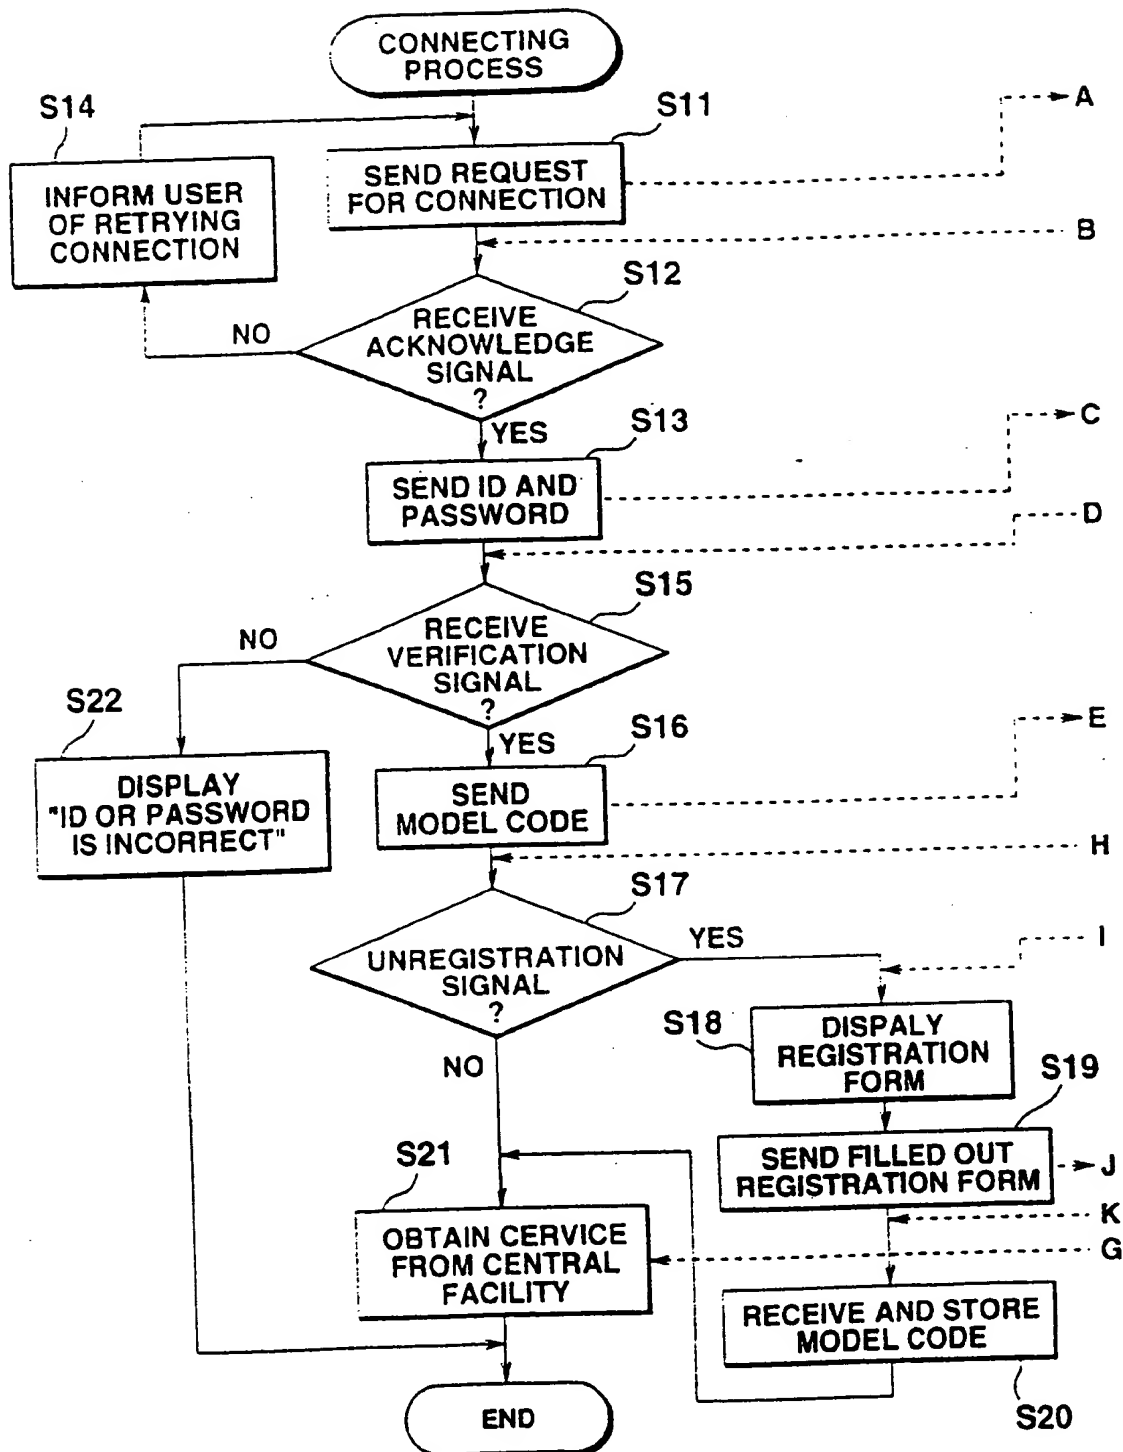 CONNECTING
PROCESS
S14
S11
A
INFORM USER
OF RETRYING
CONNECTION
SEND REQUEST
FOR CONNECTION
B
S12
NO
RECEIVE
ACKNOWLEDGE
SIGNAL
?
YES
S13
C
SEND ID AND
PASSWORD
D
S15
NO
RECEIVE
VERIFICATION
SIGNAL
?
S22
YES
S16
E
DISPLAY
"ID OR PASSWORD
IS INCORRECT"
SEND
MODEL CODE
H
S17
YES
I
UNREGISTRATION
SIGNAL
?
NO
S18
DISPALY
REGISTRATION
FORM
S19
SEND FILLED OUT
REGISTRATION FORM
J
K
S21
OBTAIN CERVICE
FROM CENTRAL
FACILITY
G
RECEIVE AND STORE
MODEL CODE
S20
END